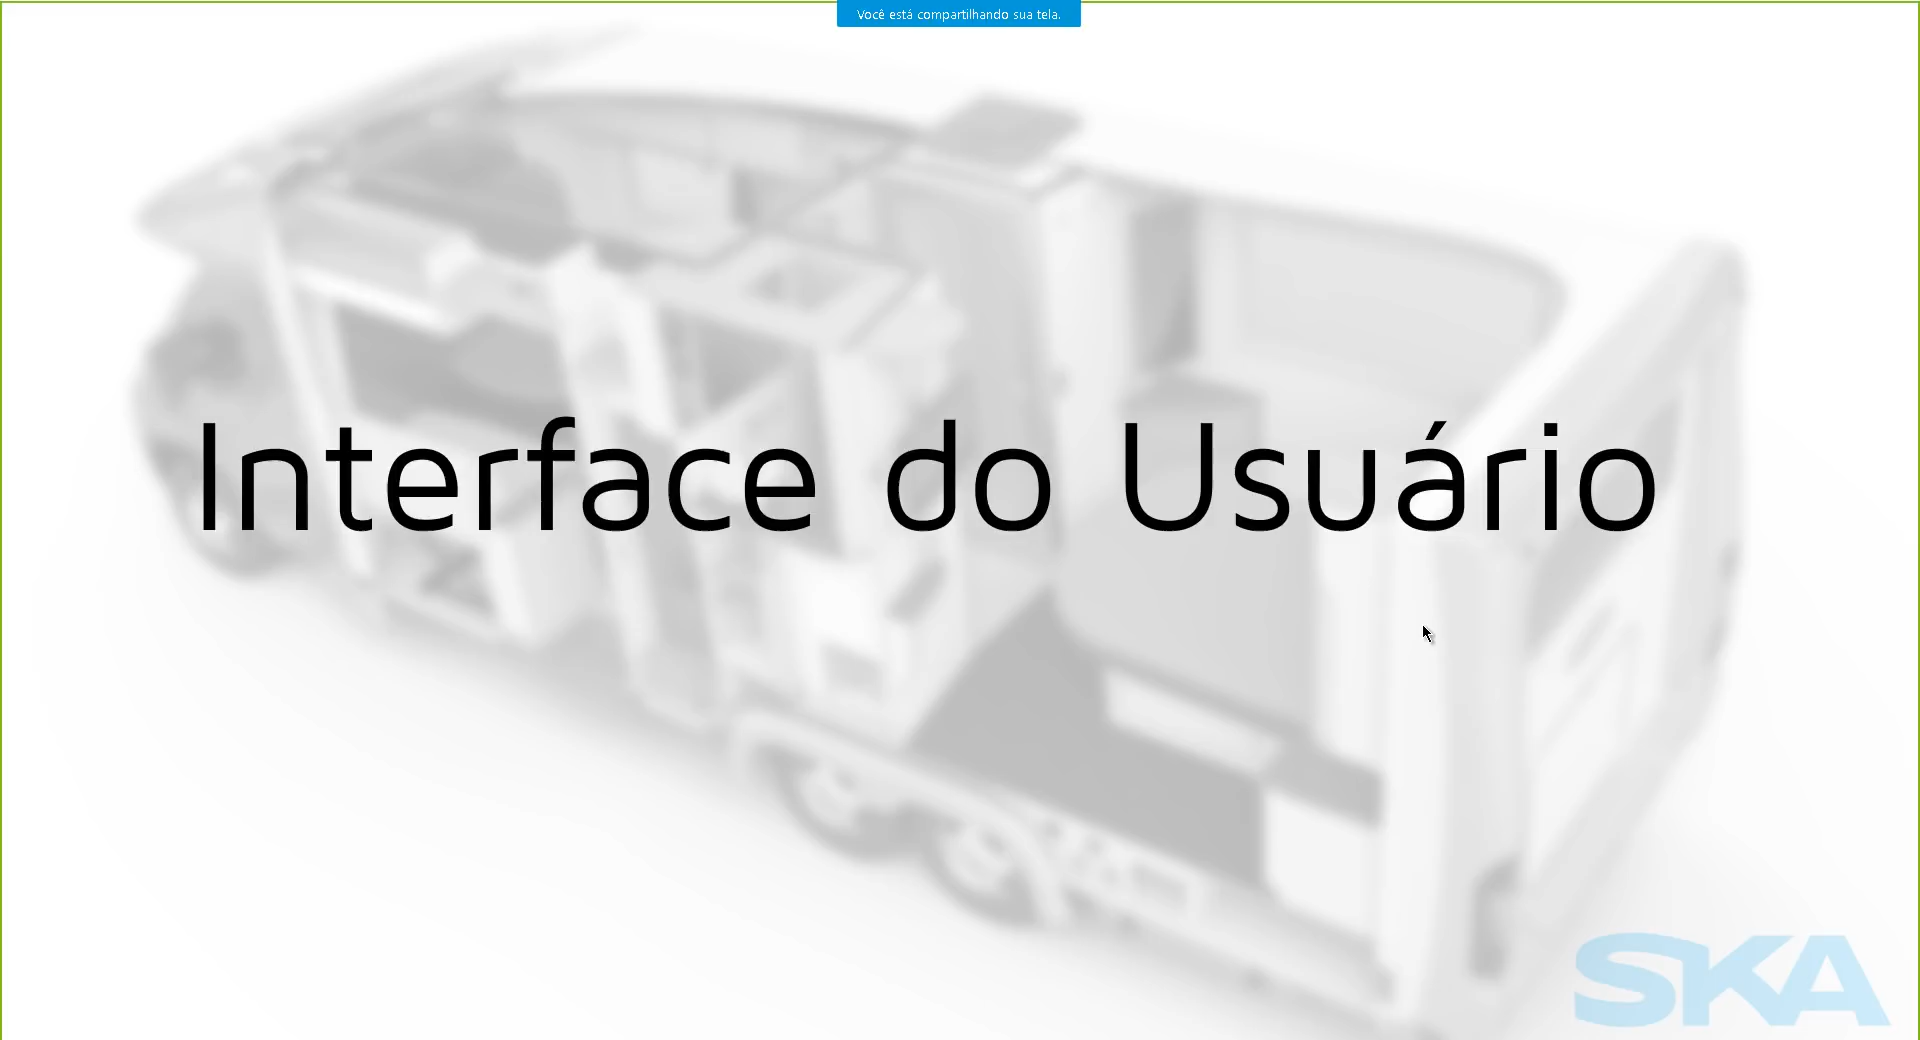 Você está compartilhando sua tela.
Interface do Usuário
SKA